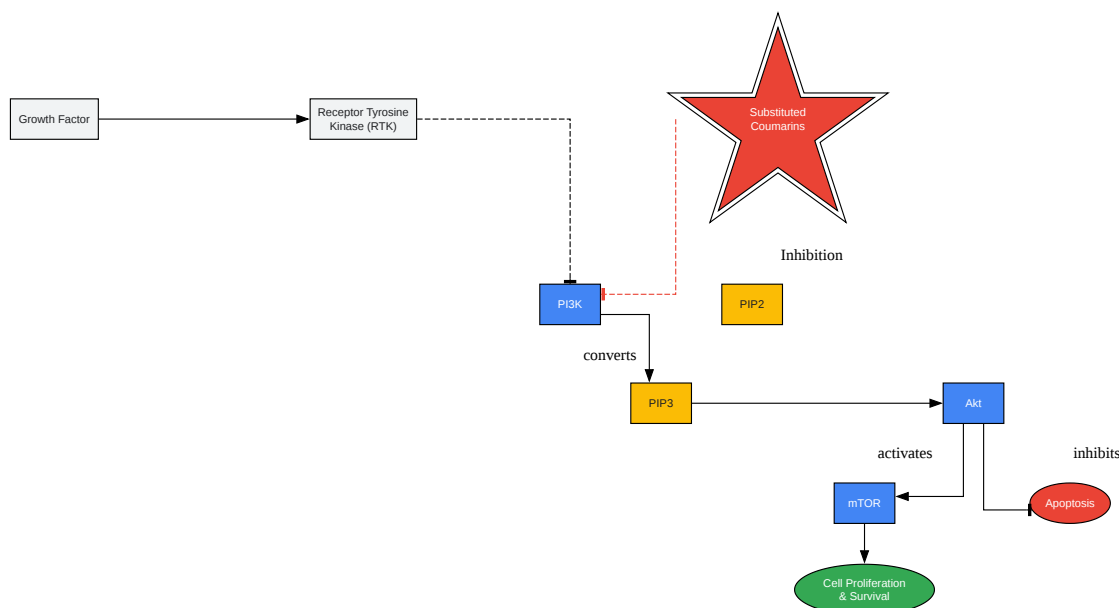 Growth Factor
Receptor Tyrosine
Kinase (RTK)
Substituted
Coumarins
Inhibition
PI3K
PIP2
converts
PIP3
Akt
activates
inhibits
mTOR
Apoptosis
Cell Proliferation
& Survival